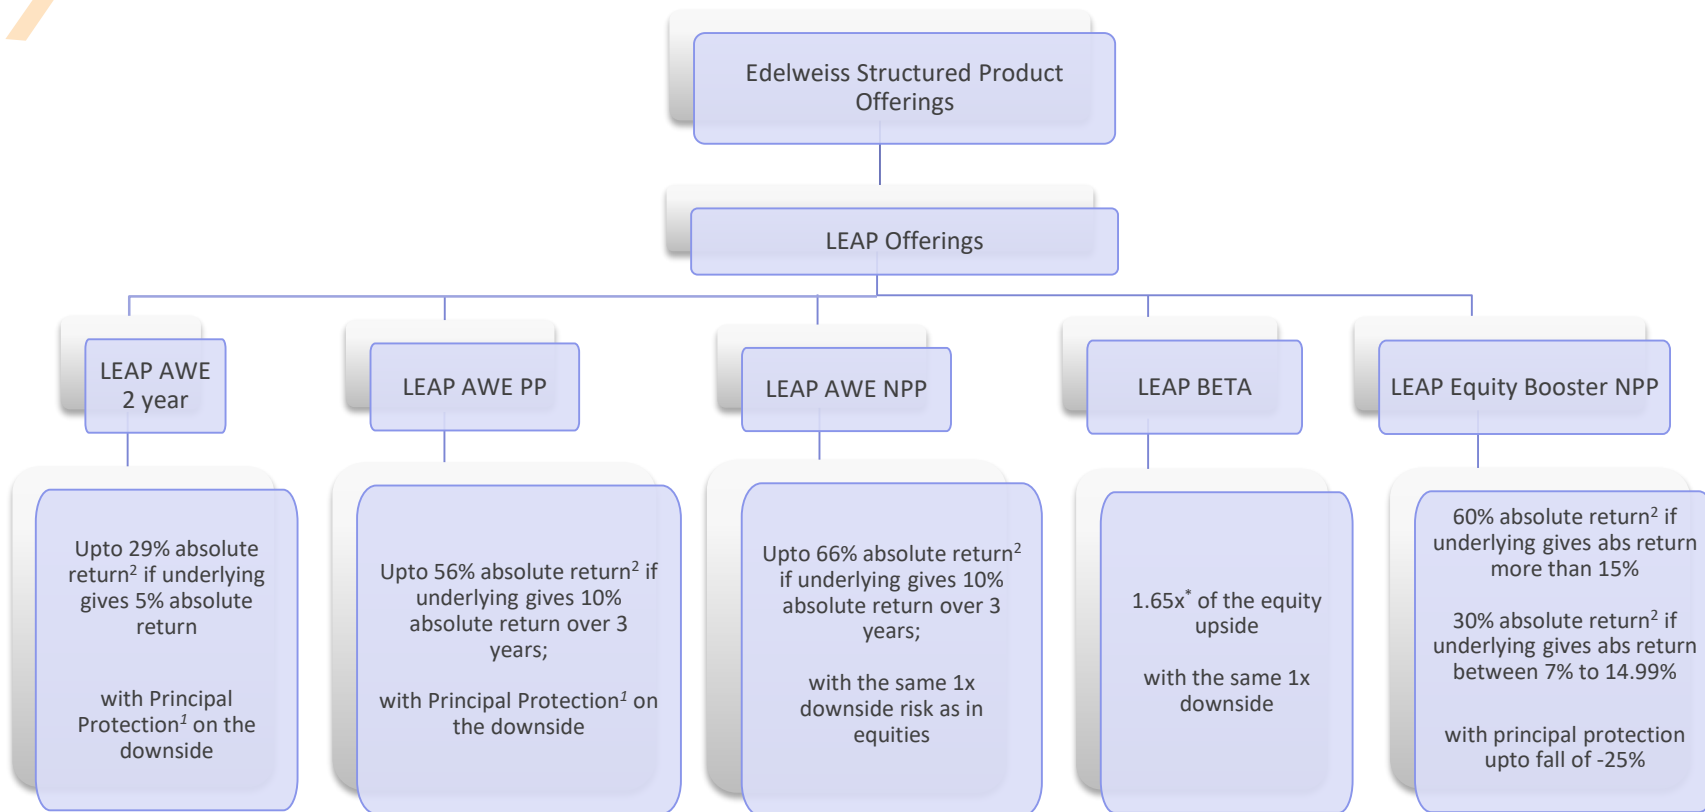 Edelweiss Structured Product
Offerings
LEAP Offerings
LEAP AWE
2 year
LEAP AWE PP
LEAP AWE NPP
LEAP BETA
LEAP Equity Booster NPP
Upto 29% absolute
return2 if underlying
gives 5% absolute
return
with Principal
Protection1 on the
downside
Upto 56% absolute return2 if
underlying gives 10%
absolute return over 3
years;
with Principal Protection1 on
the downside
Upto 66% absolute return2
if underlying gives 10%
absolute return over 3
years;
with the same 1x
downside risk as in
equities
1.65x* of the equity
upside
with the same 1x
downside
60% absolute return2 if
underlying gives abs return
more than 15%
30% absolute return2 if
underlying gives abs return
between 7% to 14.99%
with principal protection
upto fall of -25%